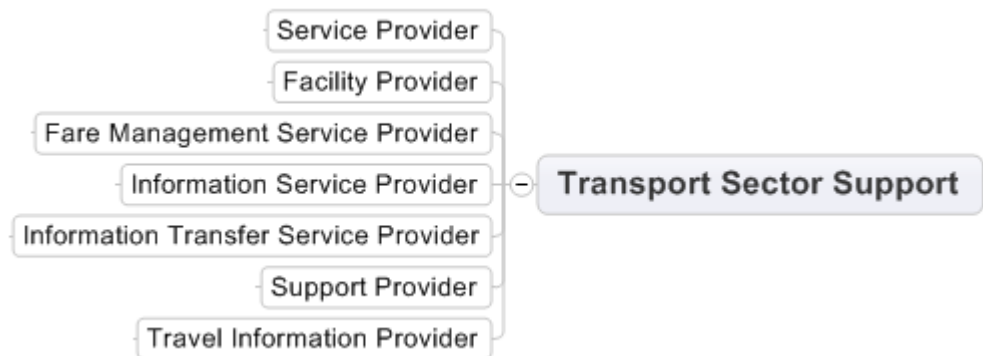 Service Provider
Facility Provider
Fare Management Service Provider
Information Service Provider
Transport Sector Support
Information Transfer Service Provider
Support Provider
Travel Information Provider